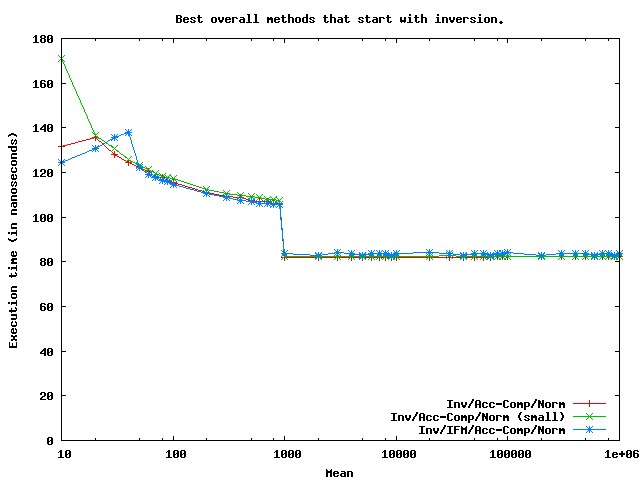 Best overall methods that start with inversion.
180
160
140
120
100
80
60
40
20
0
Execution time (in nanoseconds)
Inv/Acc-Comp/Norm
Inv/Acc-Comp/Norm (small)
Inv/IFM/Acc-Comp/Norm
10 100 1000 10000 100000 1e+06
Mean